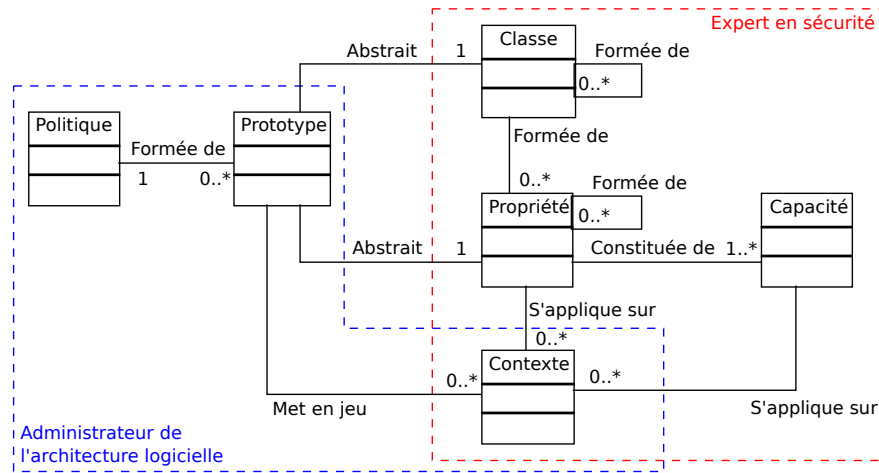 Expert en sécurité
Classe
Abstrait
1
Formée de
0..*
Politique
Prototype
Formée de
1
0..*
Formée de
0..*
Propriété
Formée de
0..*
Capacité
Abstrait
1
Constituée de
1..*
S'applique sur
0..*
Contexte
0..*
0..*
Met en jeu
S'applique sur
Administrateur de
l'architecture logicielle